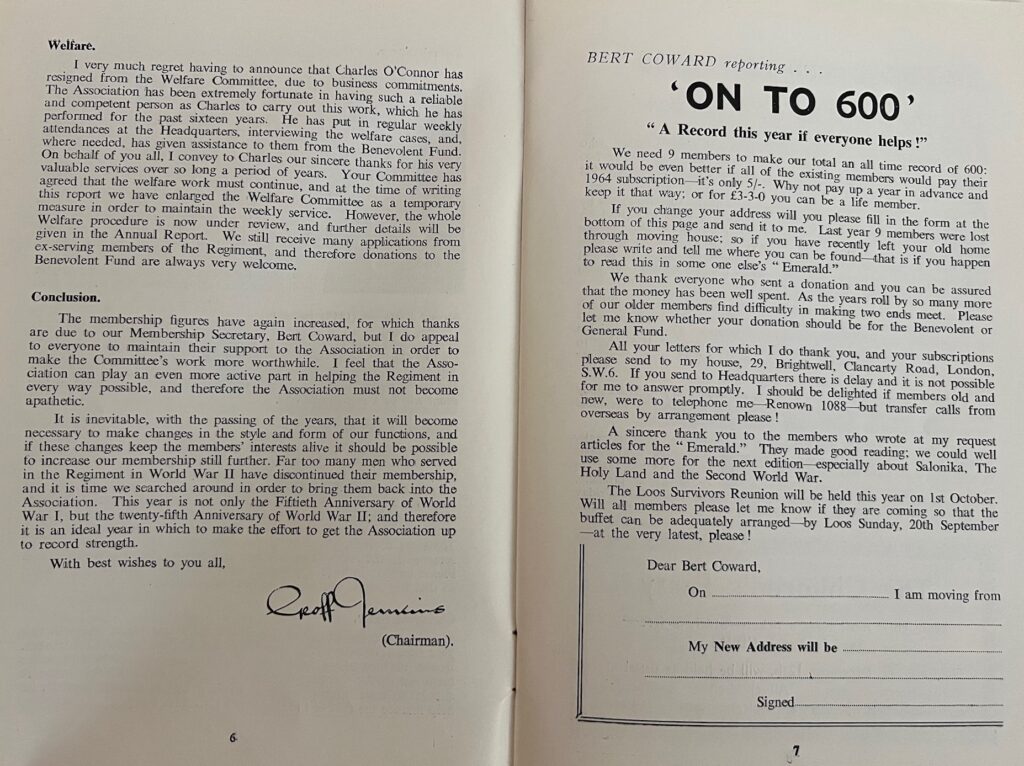 Welfare.
I very much regret having to announce that Charles O'Connor has
resigned from the Welfare Committee, due to business commitments.
The Association has been extremely fortunate in having such a reliable
and competent person as Charles to carry out this work, which he has
performed for the past sixteen years. He has put in regular weekly
attendances at the Headquarters, interviewing the welfare cases, and,
where needed, has given assistance to them from the Benevolent Fund.
On behalf of you all, I convey to Charles our sincere thanks for his very
valuable services over so long a period of years. Your Committee has
agreed that the welfare work must continue, and at the time of writing
this report we have enlarged the Welfare Committee as a temporary
measure in order to maintain the weekly service. However, the whole
Welfare procedure is now under review, and further details will be
given in the Annual Report. We still receive many applications from
ex-serving members of the Regiment, and therefore donations to the
Benevolent Fund are always very welcome.
Conclusion.
The membership figures have again increased, for which thanks
are due to our Membership Secretary, Bert Coward, but I do appeal
to everyone to maintain their support to the Association in order to
make the Committee's work more worthwhile. I feel that the Asso-
ciation can play an even more active part in helping the Regiment in
every way possible, and therefore the Association must not become
apathetic.
It is inevitable, with the passing of the years, that it will become
necessary to make changes in the style and form of our functions, and
if these changes keep the members' interests alive it should be possible
to increase our membership still further. Far too many men who served
in the Regiment in World War II have discontinued their membership,
and it is time we searched around in order to bring them back into the
Association. This year is not only the Fiftieth Anniversary of World
War I, but the twenty-fifth Anniversary of World War II; and therefore
it is an ideal year in which to make the effort to get the Association up
to record strength.
With best wishes to you all,
Geoff Jenkins
(Chairman).
6
BERT COWARD reporting . . .
'ON TO 600'
"A Record this year if everyone helps!"
We need 9 members to make our total an all time record of 600:
it would be even better if all of the existing members would pay their
1964 subscription—it's only 5/-. Why not pay up a year in advance and
keep it that way; or for £3-3-0 you can be a life member.
If you change your address will you please fill in the form at the
bottom of this page and send it to me. Last year 9 members were lost
through moving house; so if you have recently left your old home
please write and tell me where you can be found—that is if you happen
to read this in some one else's "Emerald."
We thank everyone who sent a donation and you can be assured
that the money has been well spent. As the years roll by so many more
of our older members find difficulty in making two ends meet. Please
let me know whether your donation should be for the Benevolent or
General Fund.
All your letters for which I do thank you, and your subscriptions
please send to my house, 29, Brightwell, Clancarty Road, London,
S.W.6. If you send to Headquarters there is delay and it is not possible
for me to answer promptly. I should be delighted if members old and
new, were to telephone me—Renown 1088—but transfer calls from
overseas by arrangement please!
A sincere thank you to the members who wrote at my request
articles for the "Emerald." They made good reading; we could well
use some more for the next edition—especially about Salonika, The
Holy Land and the Second World War.
The Loos Survivors Reunion will be held this year on 1st October.
Will all members please let me know if they are coming so that the
buffet can be adequately arranged—by Loos Sunday, 20th September
—at the very latest, please!
Dear Bert Coward,
On ........................ I am moving from
My New Address will be ........................
Signed........................
7